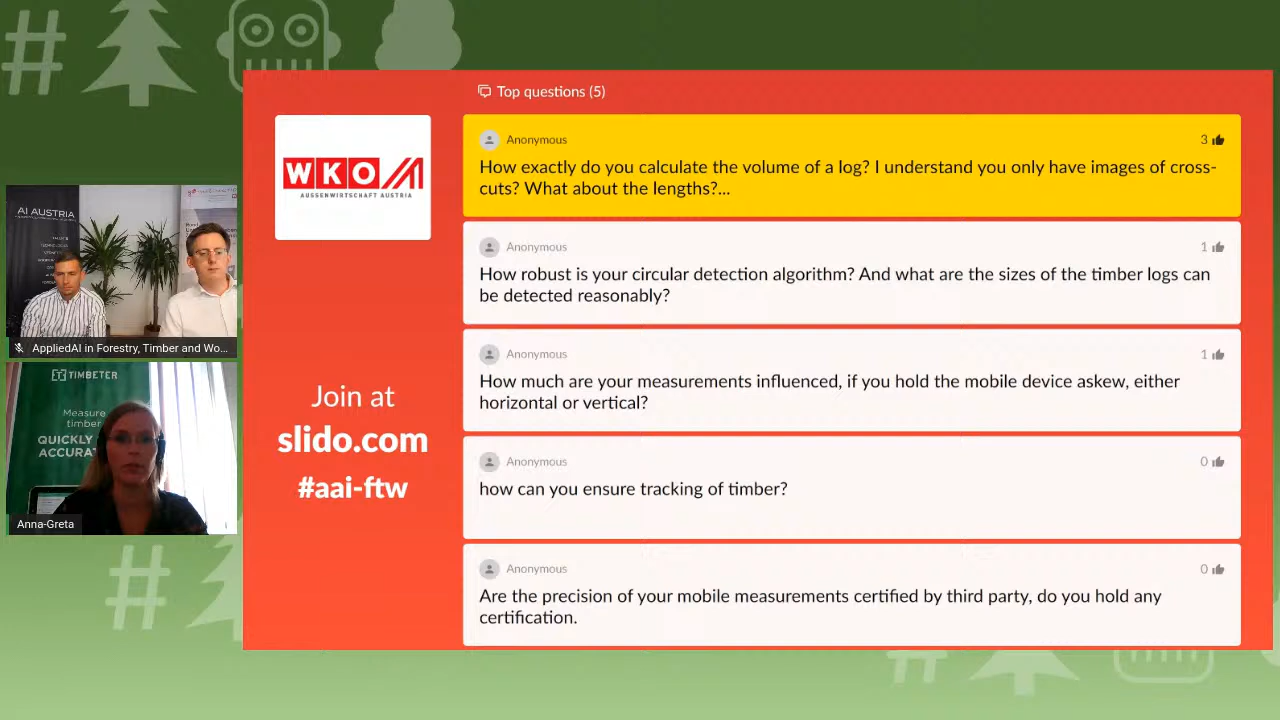 Top questions (5)
WKO
AUSSENWIRTSCHAFT AUSTRIA
Join at
slido.com
#aai-ftw
Anonymous
3
How exactly do you calculate the volume of a log? I understand you only have images of cross-
cuts? What about the lengths?...
Anonymous
1
How robust is your circular detection algorithm? And what are the sizes of the timber logs can
be detected reasonably?
Anonymous
1
How much are your measurements influenced, if you hold the mobile device askew, either
horizontal or vertical?
Anonymous
0
how can you ensure tracking of timber?
Anonymous
0
Are the precision of your mobile measurements certified by third party, do you hold any
certification.
AI AUSTRIA
AppliedAI in Forestry, Timber and Wo...
TIMBETER
Measure
timber
QUICKLY
ACCURAT
Anna-Greta
#
#
#